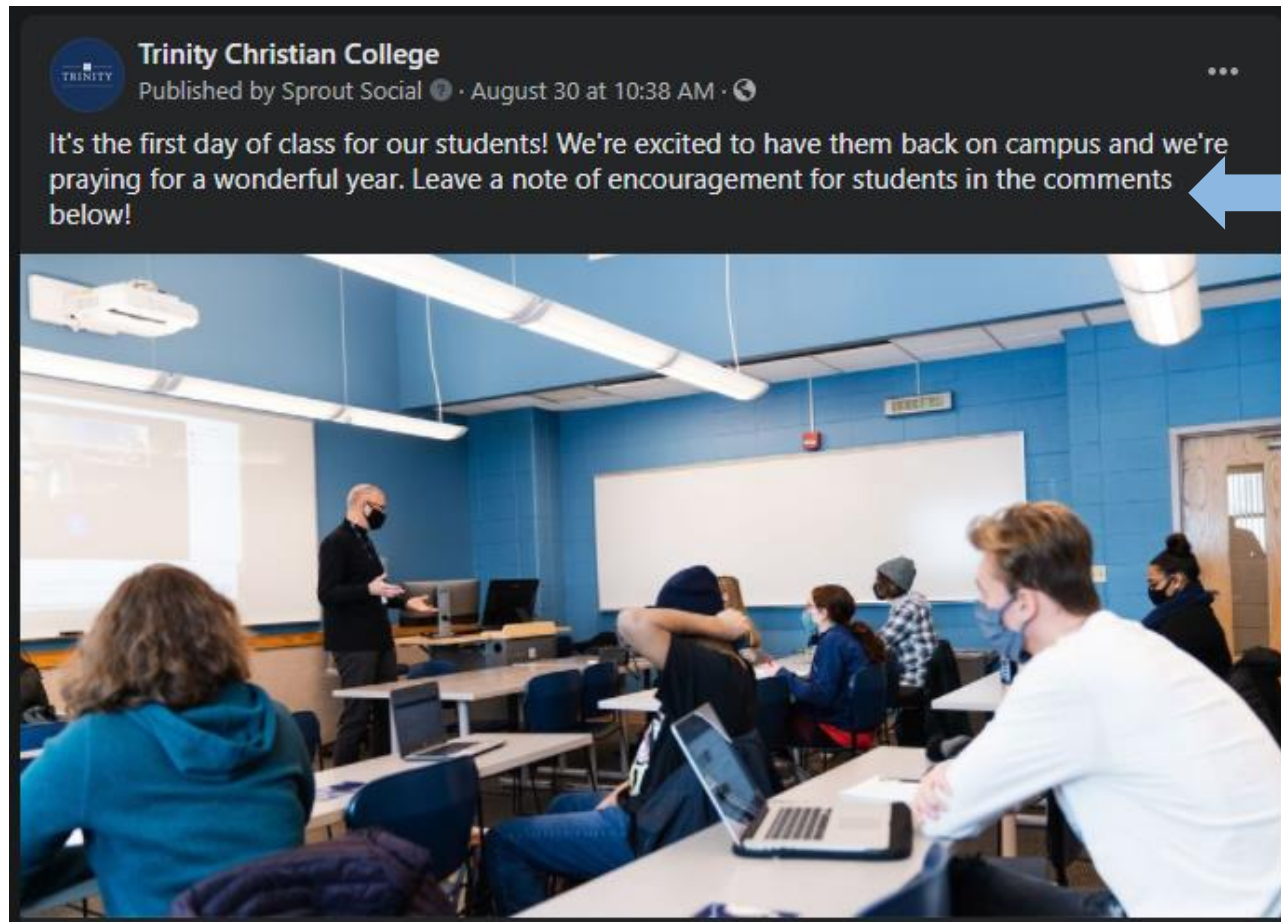 Trinity Christian College
TRINITY
Published by Sprout Social · August 30 at 10:38 AM ·
It's the first day of class for our students! We're excited to have them back on campus and we're
praying for a wonderful year. Leave a note of encouragement for students in the comments
below!